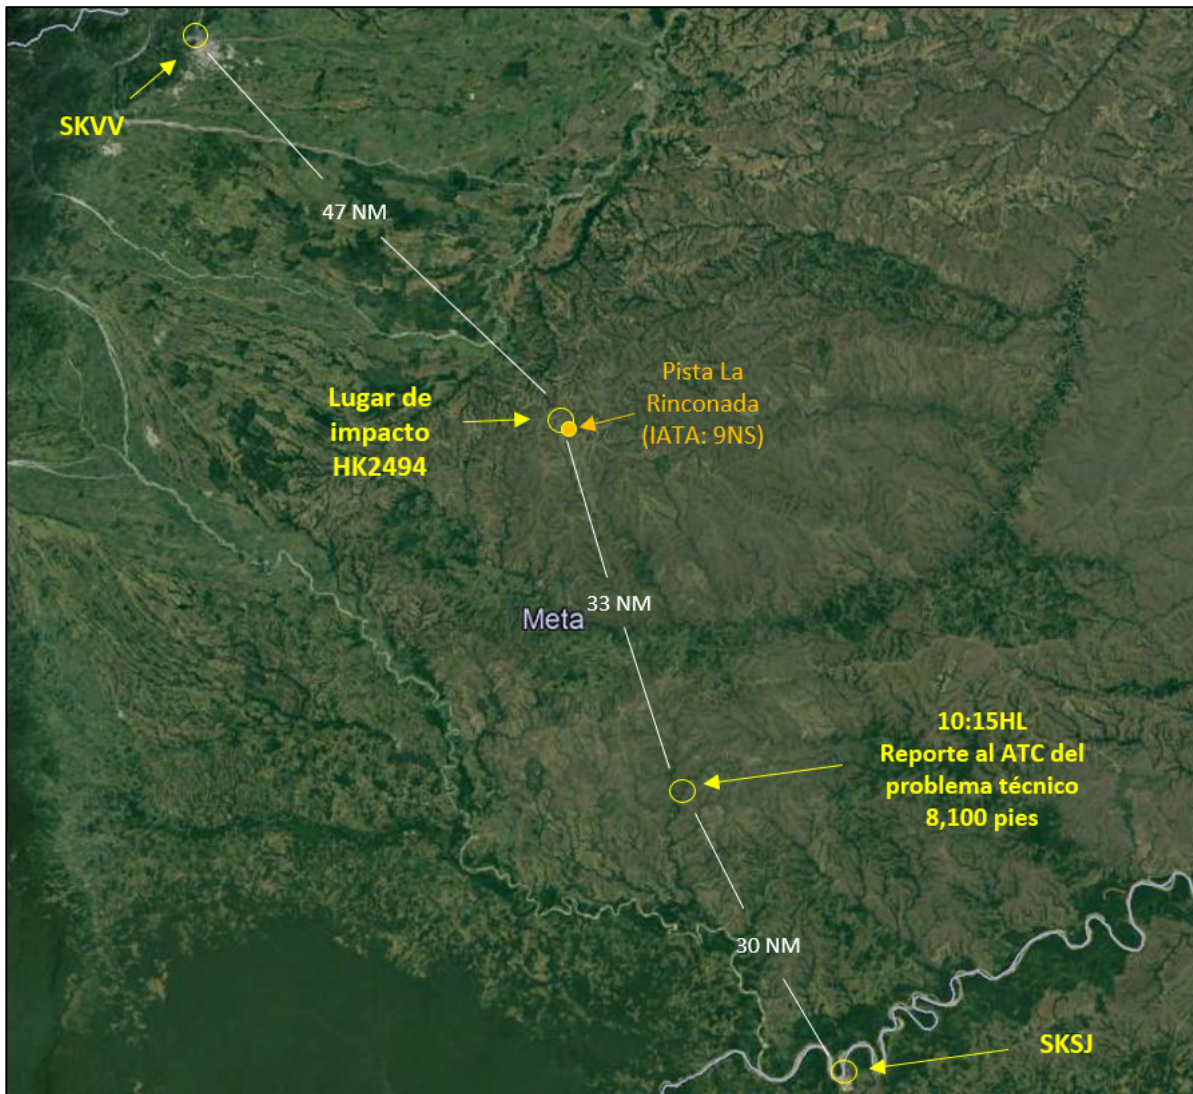 SKVV
47 NM
Pista La
Rinconada
(IATA: 9NS)
Lugar de
impacto
HK2494
33 NM
Meta
10:15HL
Reporte al ATC del
problema técnico
8,100 pies
30 NM
SKSJ